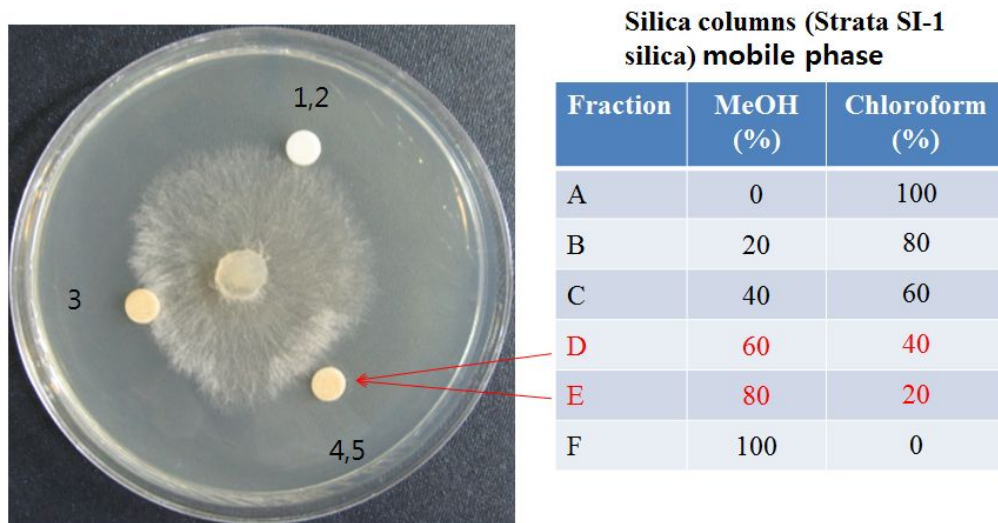 1,2
3
4,5
Silica columns (Strata SI-1
silica) mobile phase
Fraction MeOH (%) Chloroform (%)
A 0 100
B 20 80
C 40 60
D 60 40
E 80 20
F 100 0